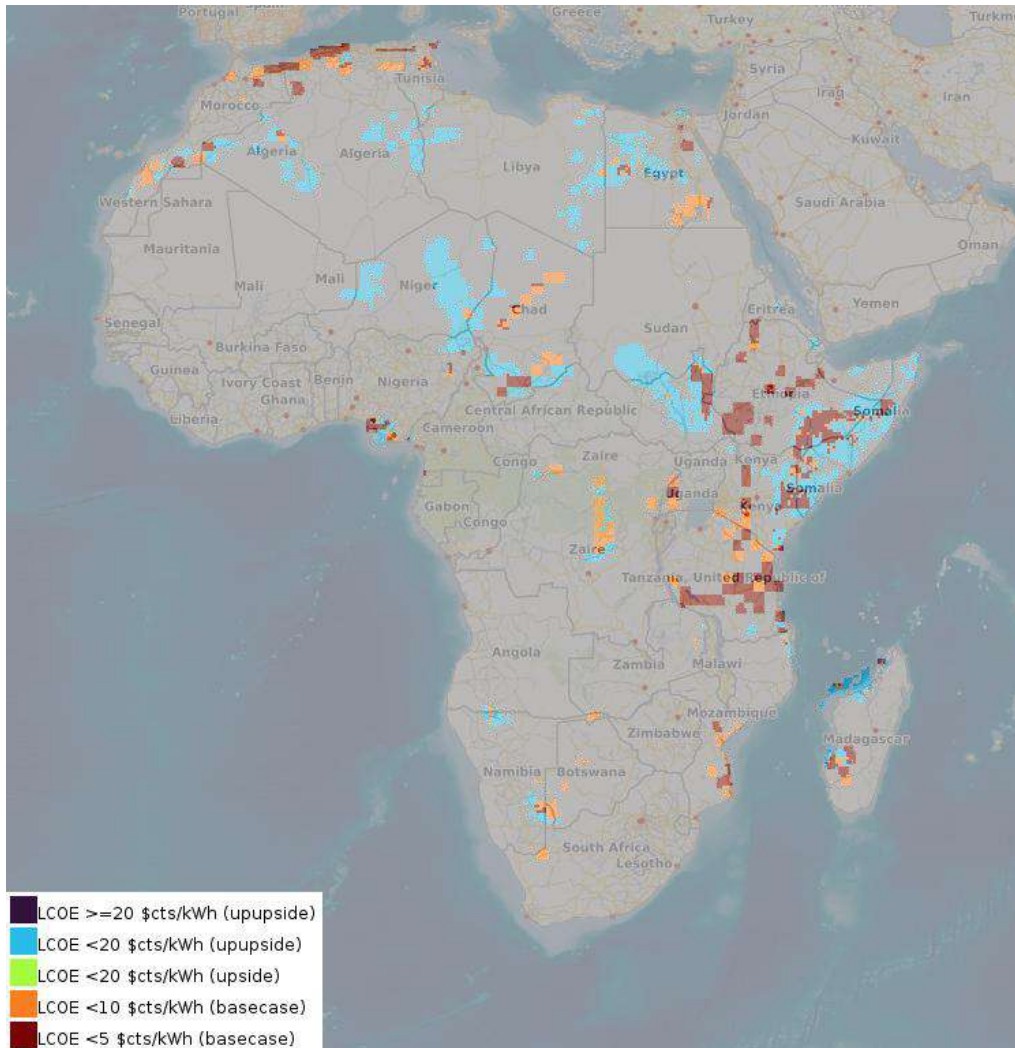 Portugal
Spain
Greece
Turkey
Turkm
Tunisia
Syria
Iraq
Iran
Morocco
Jordan
Kuwait
Algeria
Algeria
Libya
Egypt
Western Sahara
Saudi Arabia
Oman
Mauritania
Mali
Mali
Niger
Chad
Sudan
Eritrea
Yemen
Senegal
Burkina Faso
Guinea
Ivory Coast
Benin
Nigeria
Ghana
Liberia
Ethiopia
Central African Republic
Somalia
Cameroon
Congo
Zaire
Uganda
Kenya
Somalia
Uganda
Kenya
Gabon
Congo
Zaire
Tanzania, United Republic of
Angola
Zambia
Malawi
Mozambique
Zimbabwe
Madagascar
Namibia
Botswana
South Africa
Lesotho
LCOE >=20 $cts/kWh (upupside)
LCOE <20 $cts/kWh (upupside)
LCOE <20 $cts/kWh (upside)
LCOE <10 $cts/kWh (basecase)
LCOE <5 $cts/kWh (basecase)